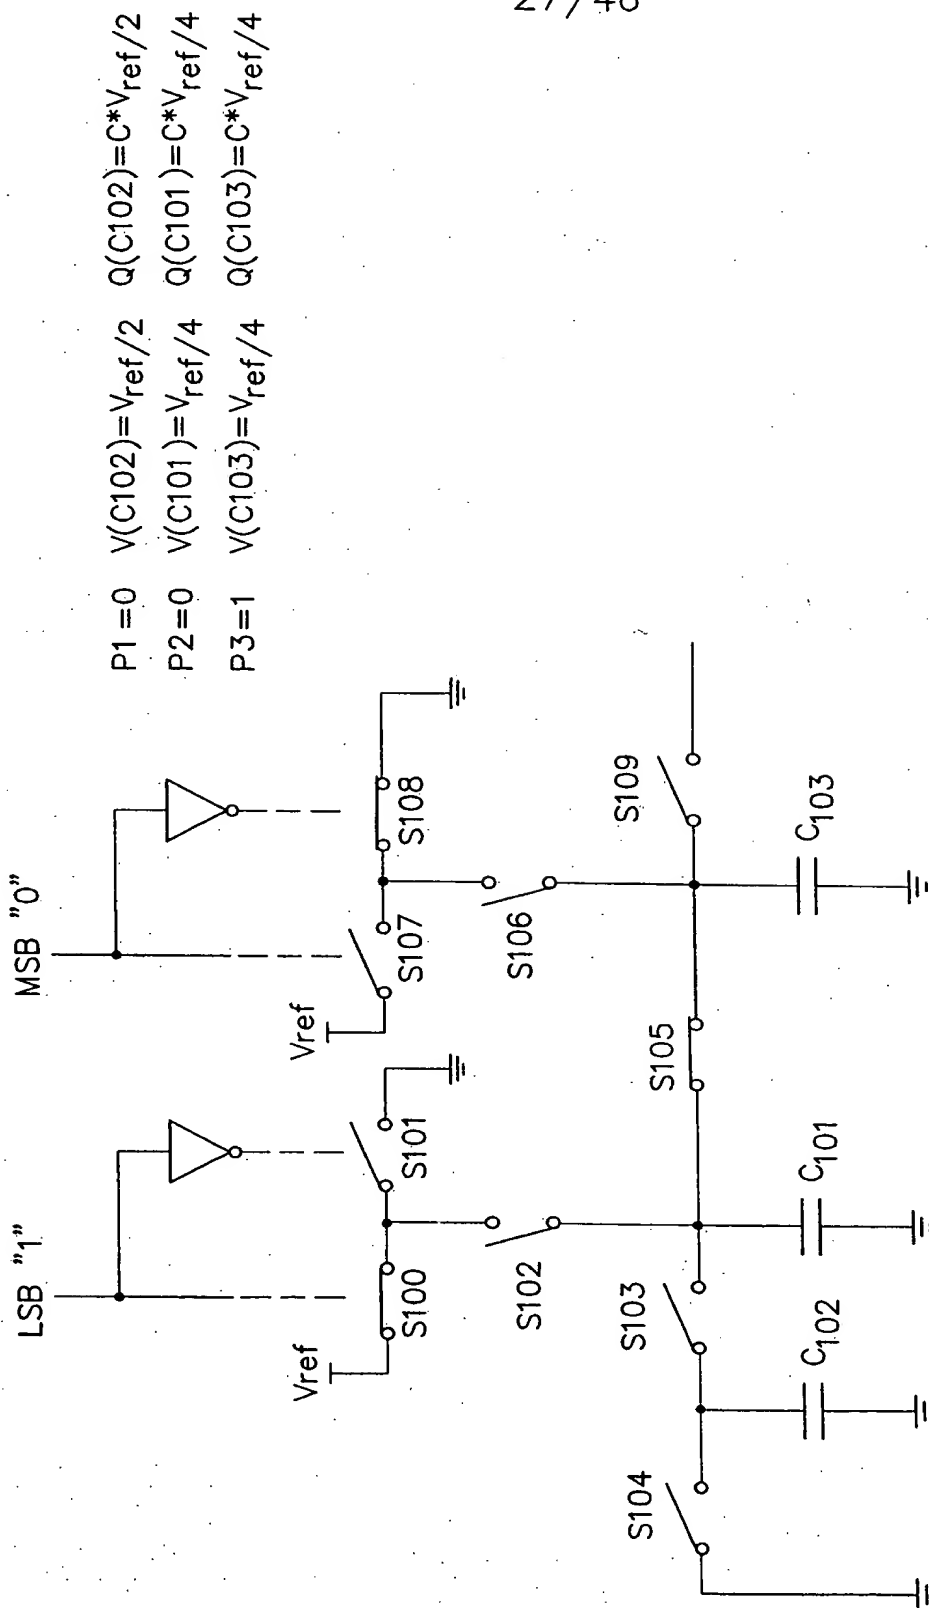 27/46
P1=0 V(C102)=Vref/2 Q(C102)=C*Vref/2
P2=0 V(C101)=Vref/4 Q(C101)=C*Vref/4
P3=1 V(C103)=Vref/4 Q(C103)=C*Vref/4
LSB "1"
MSB "0"
Vref
S100
S101
Vref
S107
S108
S102
S106
S104
S103
S105
S109
C102
C101
C103